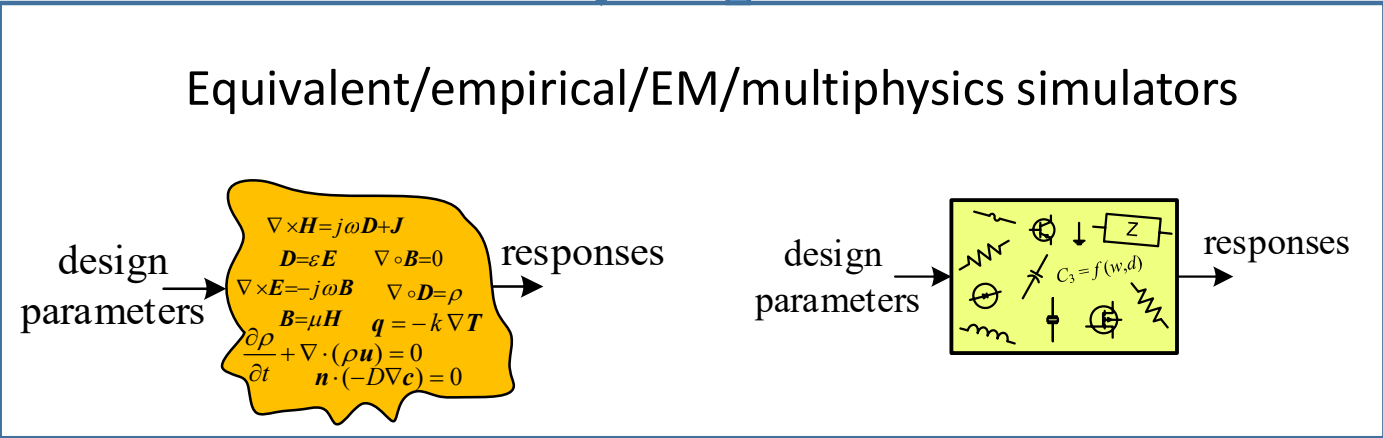 Equivalent/empirical/EM/multiphysics simulators
design
parameters
∇×H=jωD+J
D=εE ∇∘B=0
∇×E=−jωB ∇∘D=ρ
B=μH q = −k∇T
∂ρ/∂t + ∇·(ρu) = 0
n·(−D∇c) = 0
responses
design
parameters
Z
C₃ = f(w,d)
responses